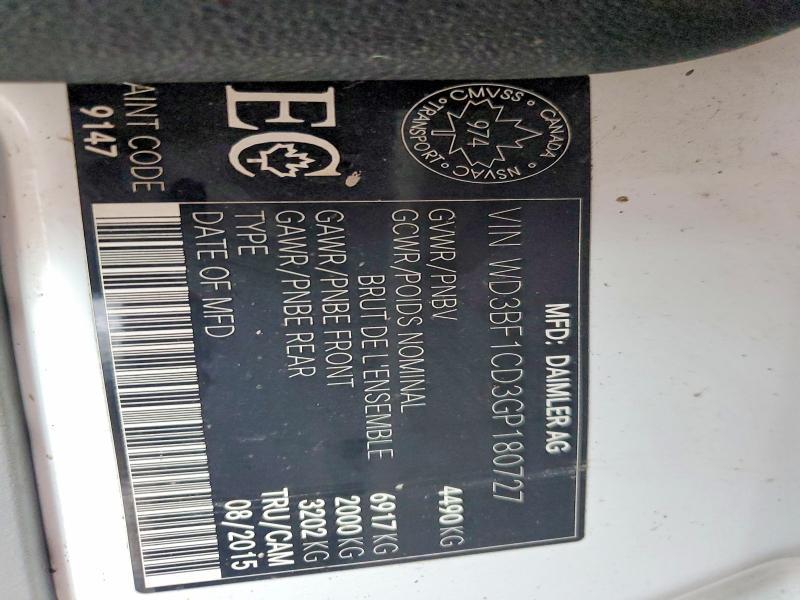 CMVSS
CANADA
NSVAC
TRANSPORT
974
EC
AINT CODE
9147
MFD: DAIMLER AG
VIN WD3BF1CD3GP180727
GVWR/PNBV 4490 KG
GCWR/POIDS NOMINAL
BRUT DE L'ENSEMBLE 6917 KG
GAWR/PNBE FRONT 2000 KG
GAWR/PNBE REAR 3202 KG
TYPE TRU/CAM
DATE OF MFD 08/2015